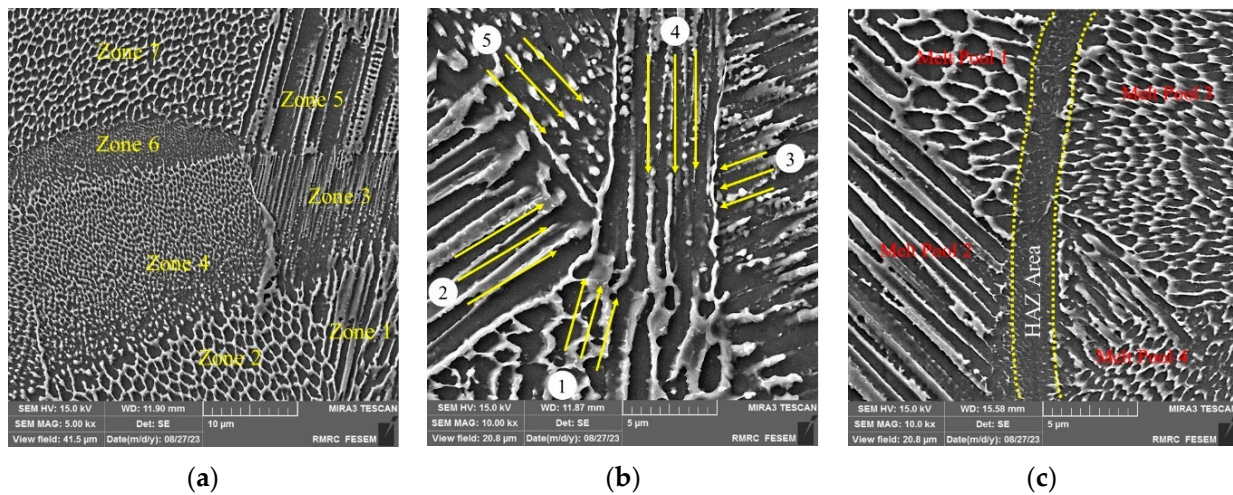 Zone 7
Zone 5
Zone 6
Zone 3
Zone 4
Zone 1
Zone 2
SEM HV: 15.0 kV WD: 11.90 mm MIRA3 TESCAN
SEM MAG: 5.00 kx Det: SE 10 µm
View field: 41.5 µm Date(m/d/y): 08/27/23 RMRC FESEM
(a)
5
4
3
2
1
SEM HV: 15.0 kV WD: 11.87 mm MIRA3 TESCAN
SEM MAG: 10.00 kx Det: SE 5 µm
View field: 20.8 µm Date(m/d/y): 08/27/23 RMRC FESEM
(b)
Melt Pool 1
Melt Pool 3
Melt Pool 2
HAZ Area
Melt Pool 4
SEM HV: 15.0 kV WD: 15.58 mm MIRA3 TESCAN
SEM MAG: 10.0 kx Det: SE 5 µm
View field: 20.8 µm Date(m/d/y): 08/27/23 RMRC FESEM
(c)